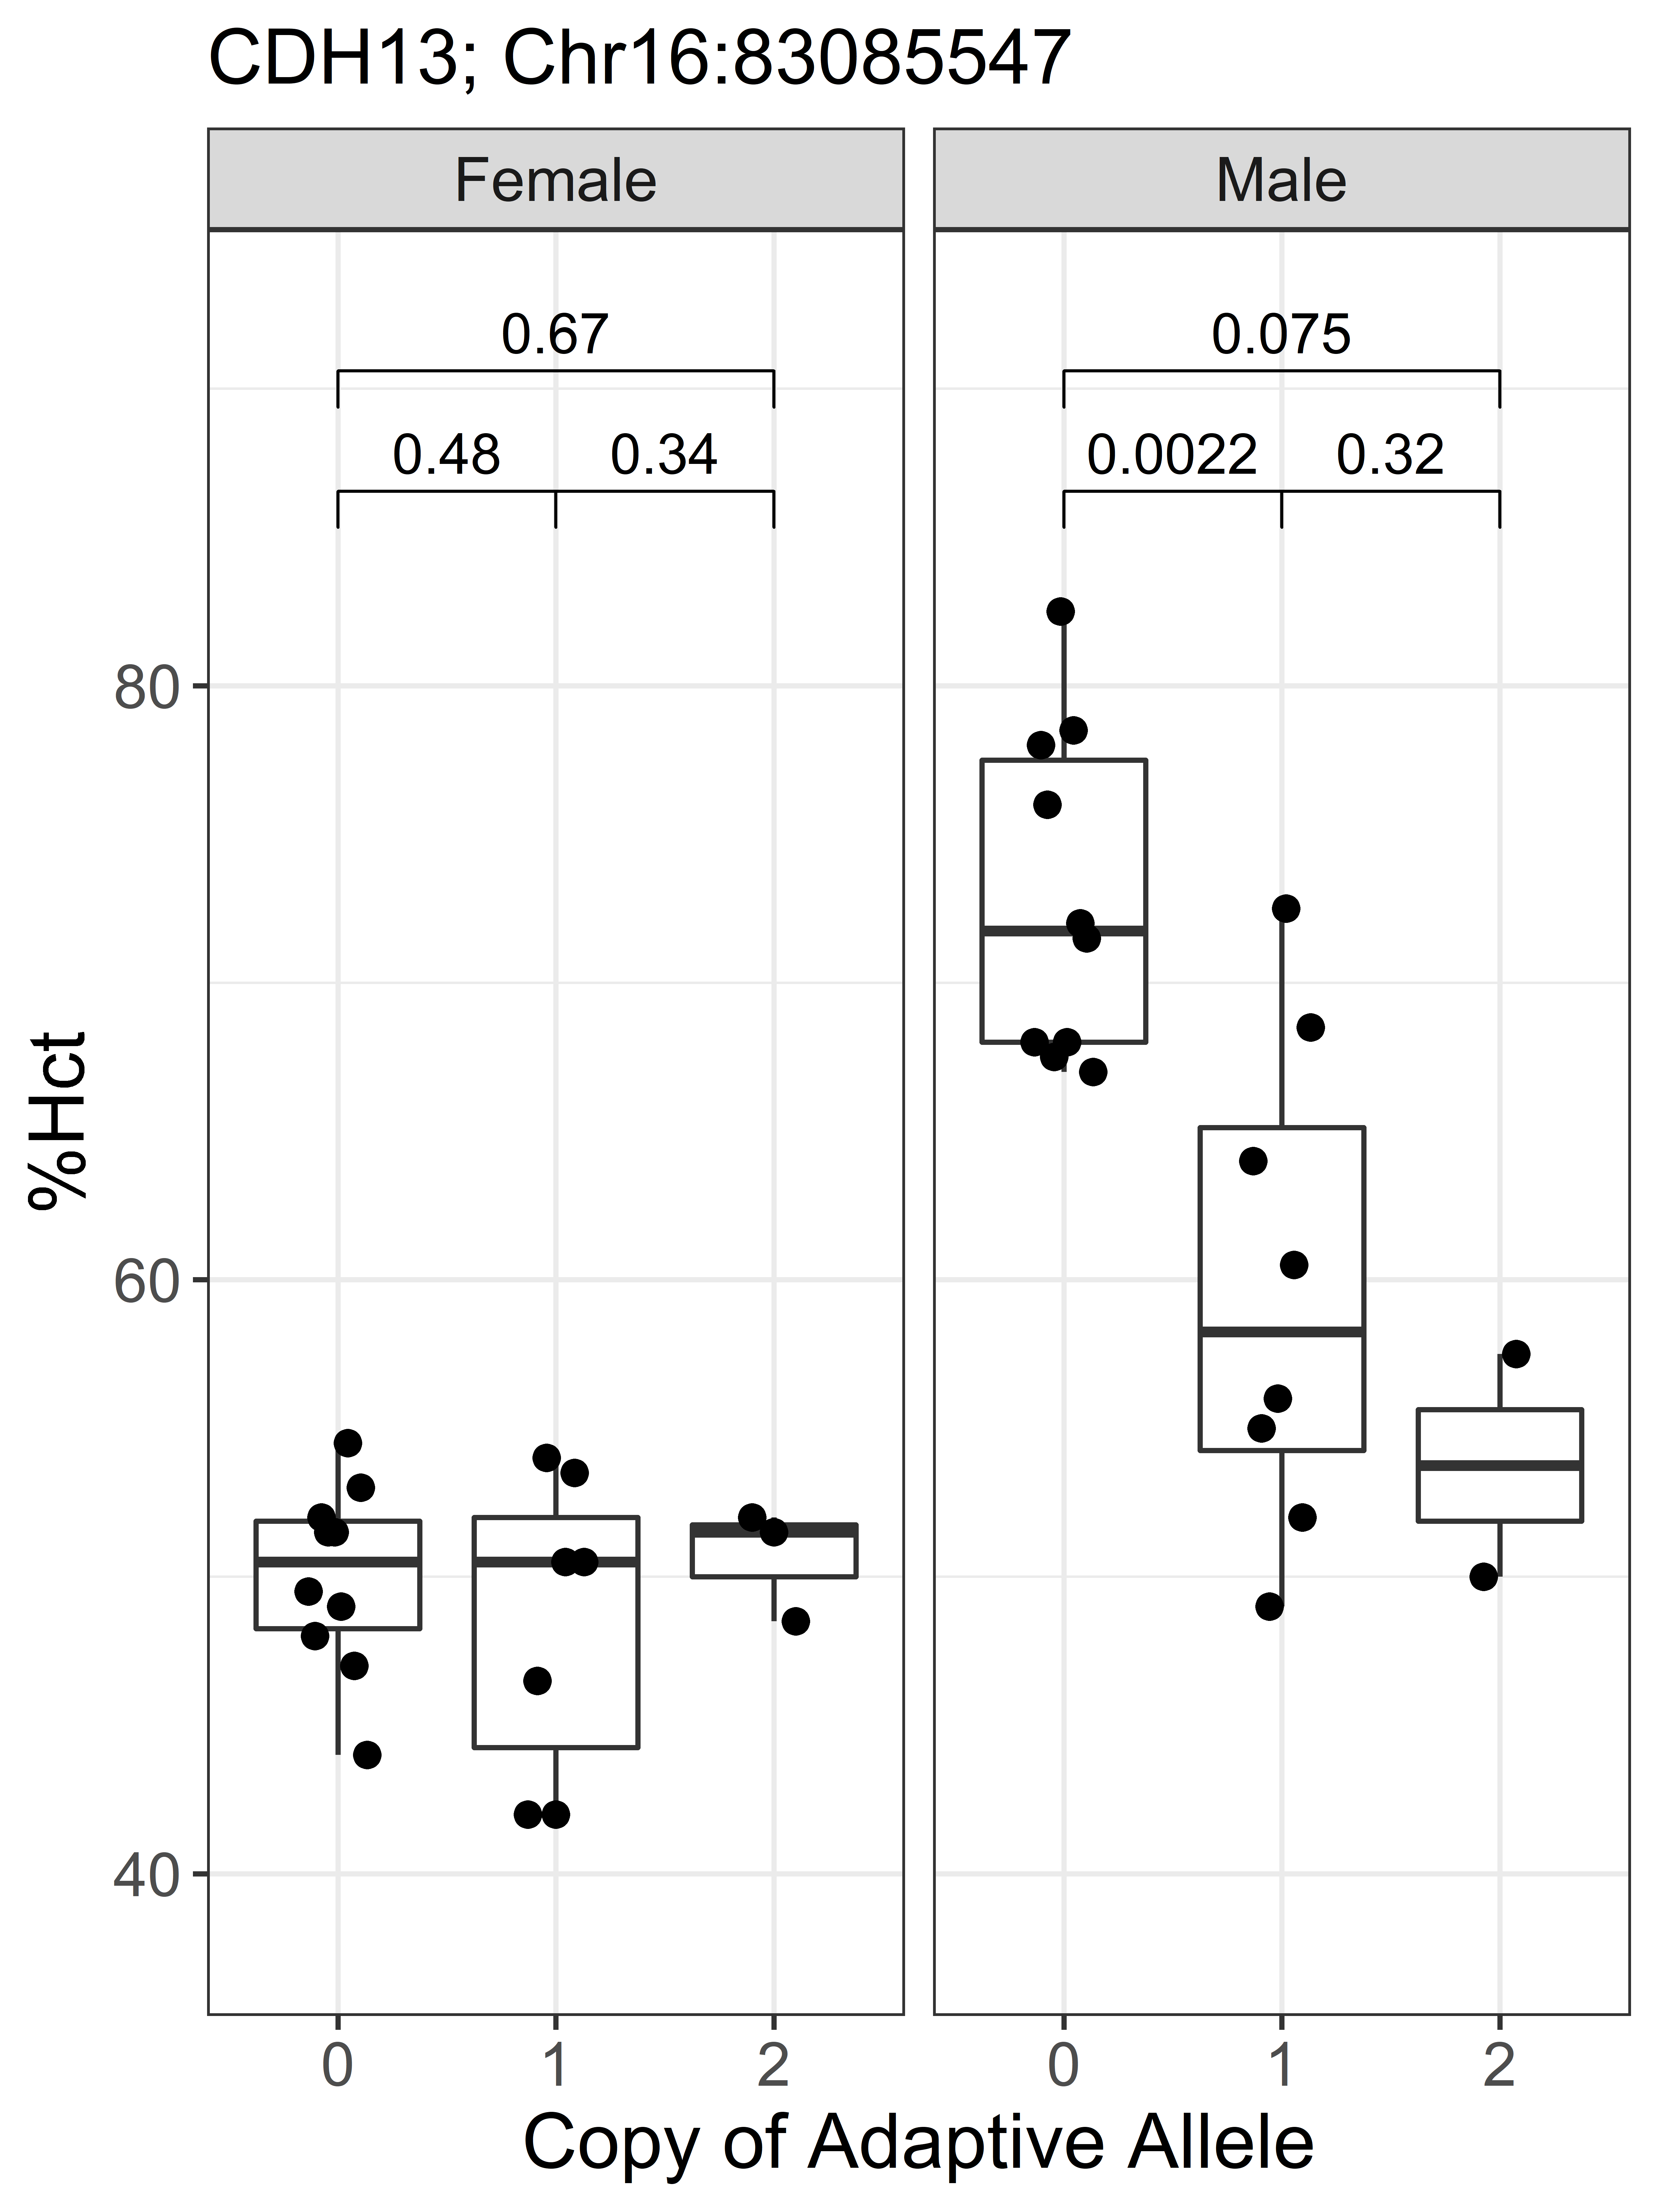 CDH13; Chr16:83085547
Female
Male
0.67
0.075
0.48 0.34
0.0022 0.32
80
60
40
%Hct
0 1 2
0 1 2
Copy of Adaptive Allele